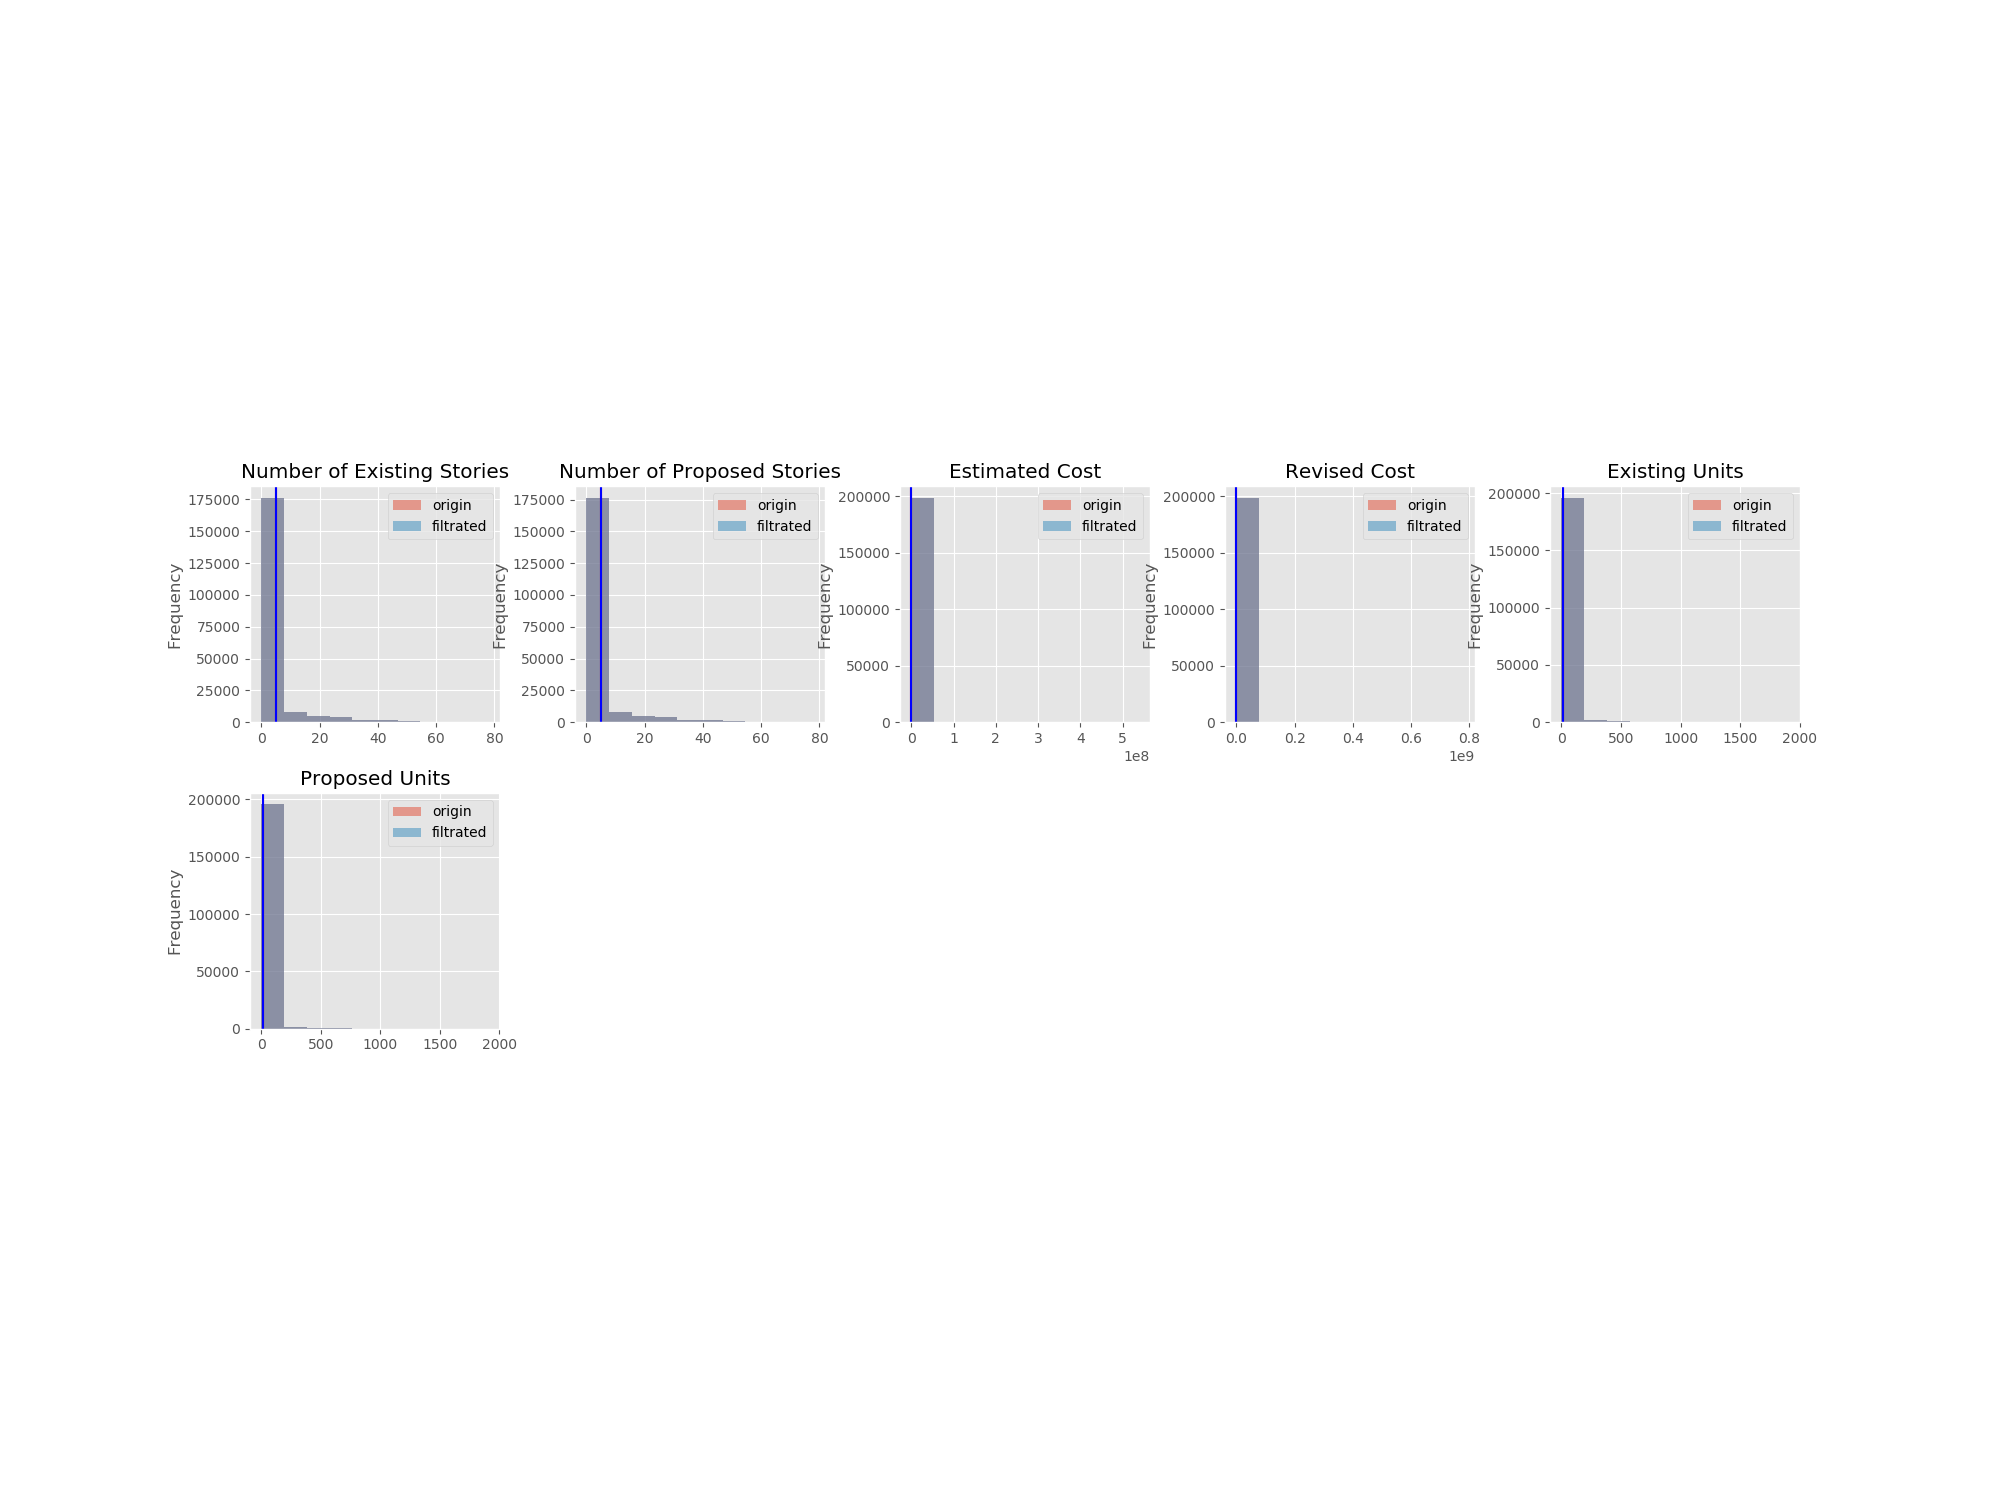 Number of Existing Stories
Frequency
175000
150000
125000
100000
75000
50000
25000
0
0 20 40 60 80
origin
filtrated
Number of Proposed Stories
Frequency
175000
150000
125000
100000
75000
50000
25000
0
0 20 40 60 80
origin
filtrated
Estimated Cost
Frequency
200000
150000
100000
50000
0
0 1 2 3 4 5
1e8
origin
filtrated
Revised Cost
Frequency
200000
150000
100000
50000
0
0.0 0.2 0.4 0.6 0.8
1e9
origin
filtrated
Existing Units
Frequency
200000
150000
100000
50000
0
0 500 1000 1500 2000
origin
filtrated
Proposed Units
Frequency
200000
150000
100000
50000
0
0 500 1000 1500 2000
origin
filtrated